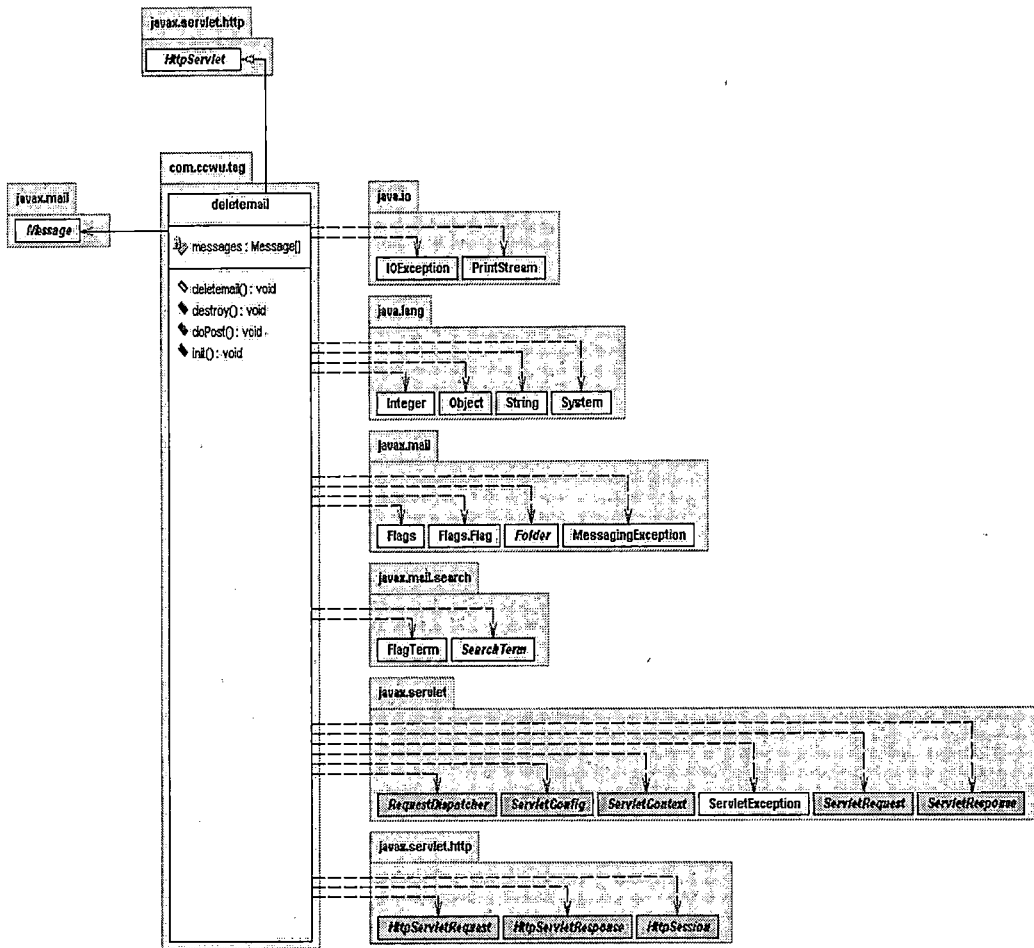 javax.servlet.http
HttpServlet
com.ccwu.tag
javax.mail
Message
deletemail
messages : Message[]
deletemail() : void
destroy() : void
doPost() : void
init() : void
java.io
IOException PrintStream
java.lang
Integer Object String System
javax.mail
Flags Flags.Flag Folder MessagingException
javax.mail.search
FlagTerm SearchTerm
javax.servlet
RequestDispatcher ServletConfig ServletContext ServletException ServletRequest ServletResponse
javax.servlet.http
HttpServletRequest HttpServletResponse HttpSession